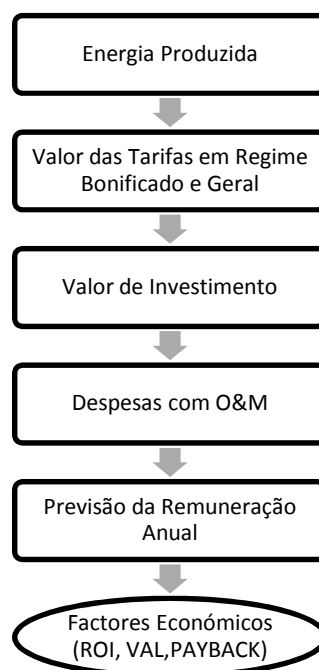 Energia Produzida
Valor das Tarifas em Regime
Bonificado e Geral
Valor de Investimento
Despesas com O&M
Previsão da Remuneração
Anual
Factores Económicos
(ROI, VAL,PAYBACK)